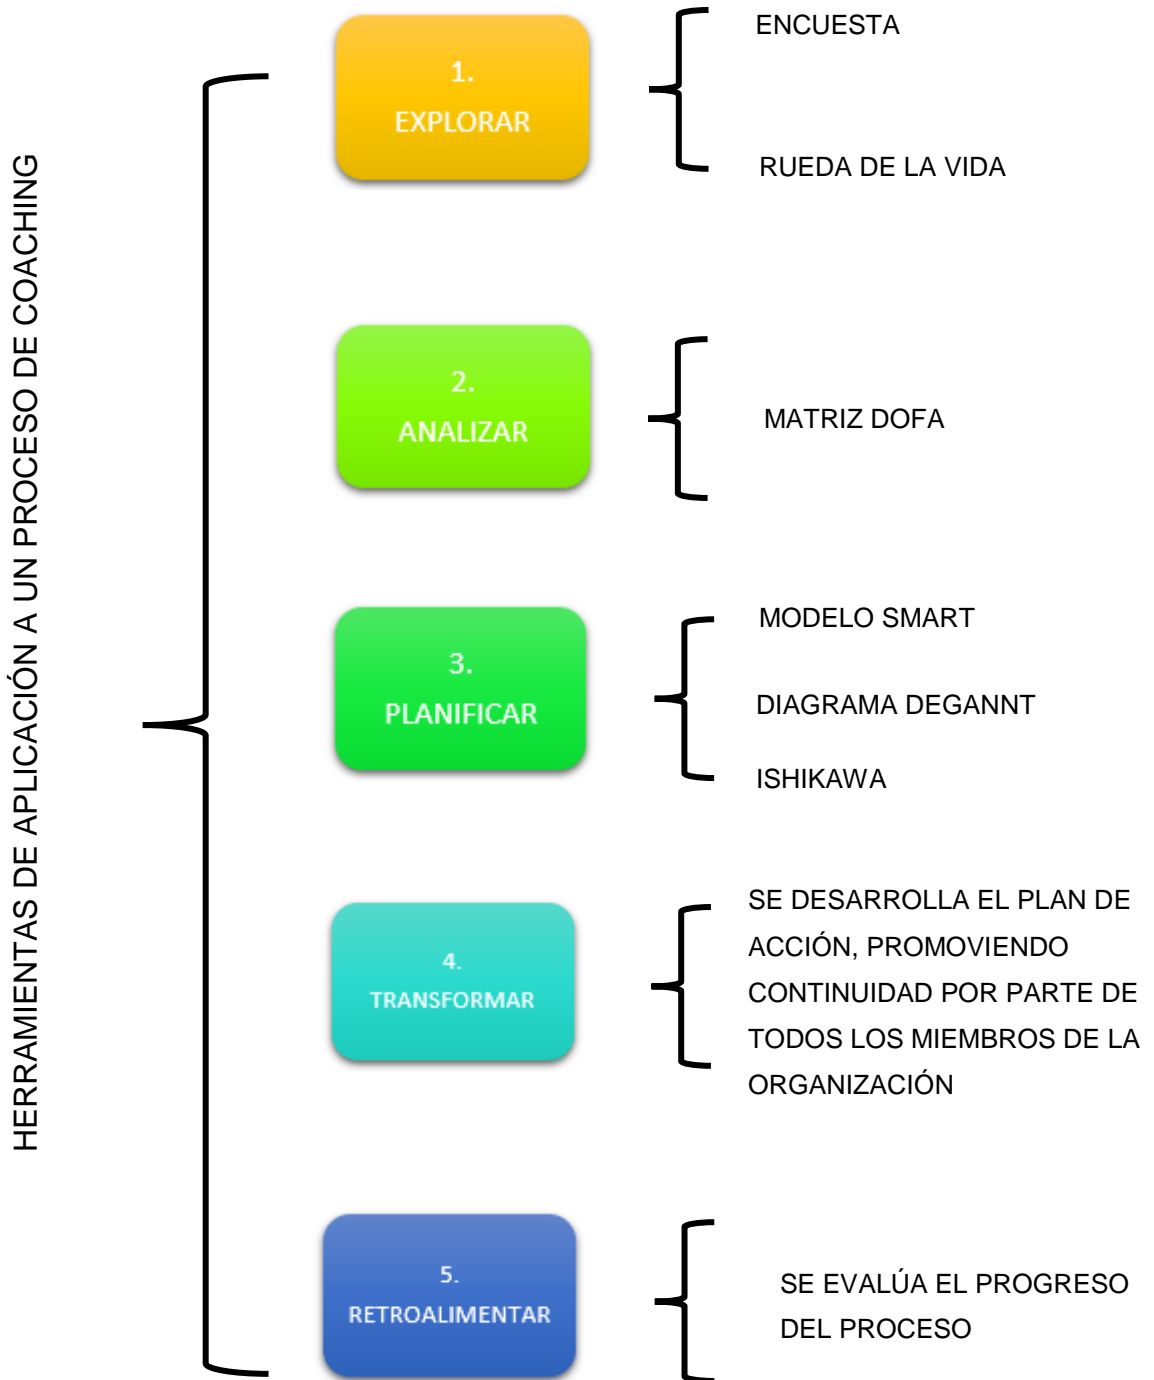 HERRAMIENTAS DE APLICACIÓN A UN PROCESO DE COACHING
1.
EXPLORAR
ENCUESTA
RUEDA DE LA VIDA
2.
ANALIZAR
MATRIZ DOFA
3.
PLANIFICAR
MODELO SMART
DIAGRAMA DEGANNT
ISHIKAWA
4.
TRANSFORMAR
SE DESARROLLA EL PLAN DE
ACCIÓN, PROMOVIENDO
CONTINUIDAD POR PARTE DE
TODOS LOS MIEMBROS DE LA
ORGANIZACIÓN
5.
RETROALIMENTAR
SE EVALÚA EL PROGRESO
DEL PROCESO